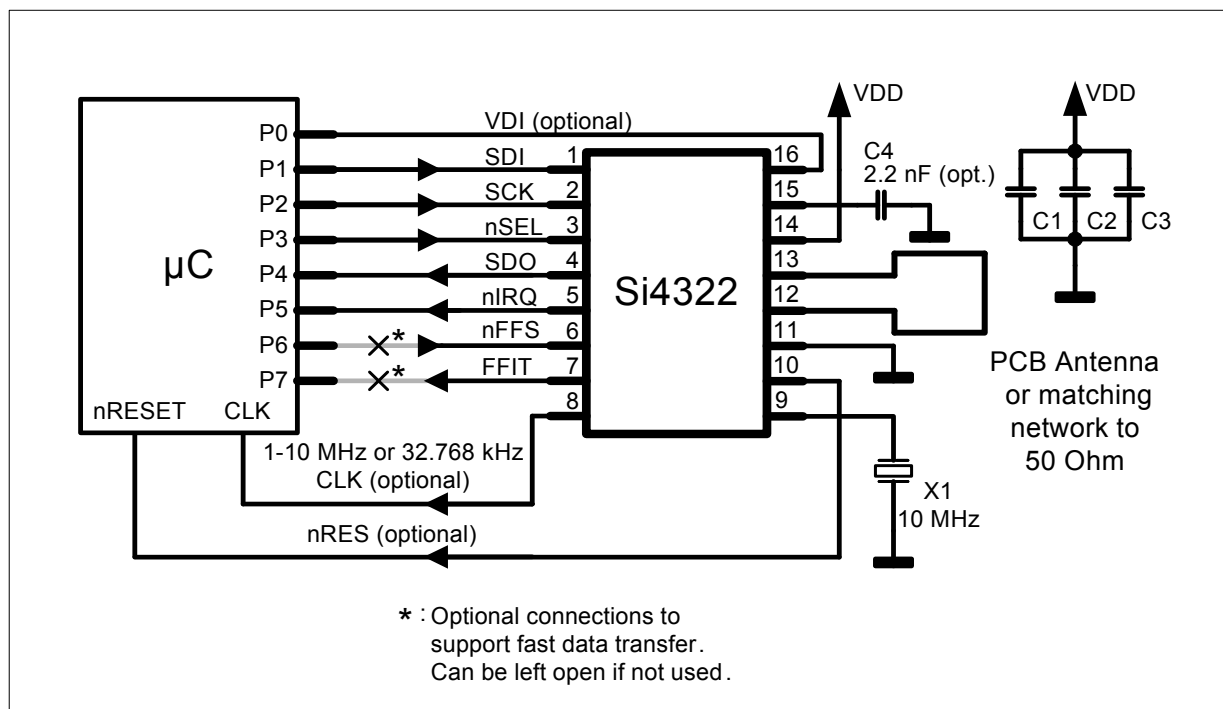 VDD
VDD
P0
VDI (optional)
C4
2.2 nF (opt.)
P1
SDI
1
16
P2
SCK
2
15
C1
C2
C3
P3
nSEL
3
14
µC
P4
SDO
4
Si4322
13
P5
nIRQ
5
12
P6
*
nFFS
6
11
P7
*
FFIT
7
10
PCB Antenna
or matching
network to
50 Ohm
nRESET
CLK
8
9
1-10 MHz or 32.768 kHz
CLK (optional)
X1
10 MHz
nRES (optional)
* : Optional connections to
support fast data transfer.
Can be left open if not used.